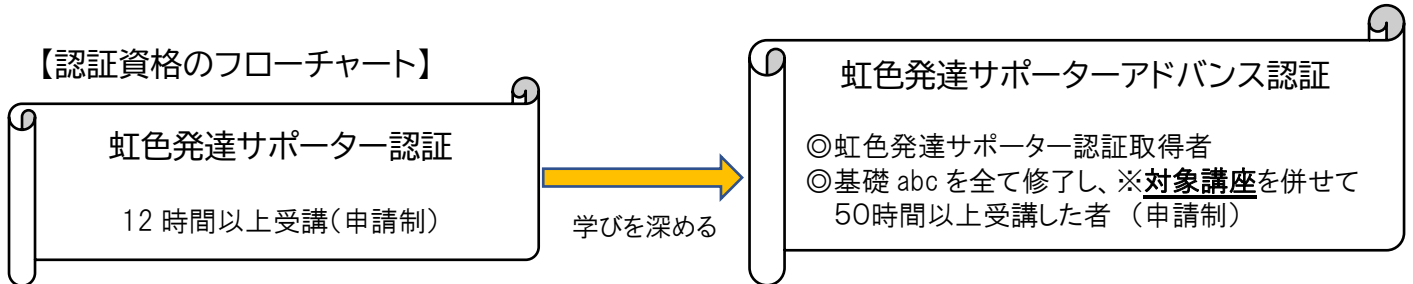 【認証資格のフローチャート】
虹色発達サポーター認証
12 時間以上受講(申請制)
学びを深める
虹色発達サポーターアドバンス認証
◎虹色発達サポーター認証取得者
◎基礎 abc を全て修了し、※対象講座を併せて
50時間以上受講した者 (申請制)